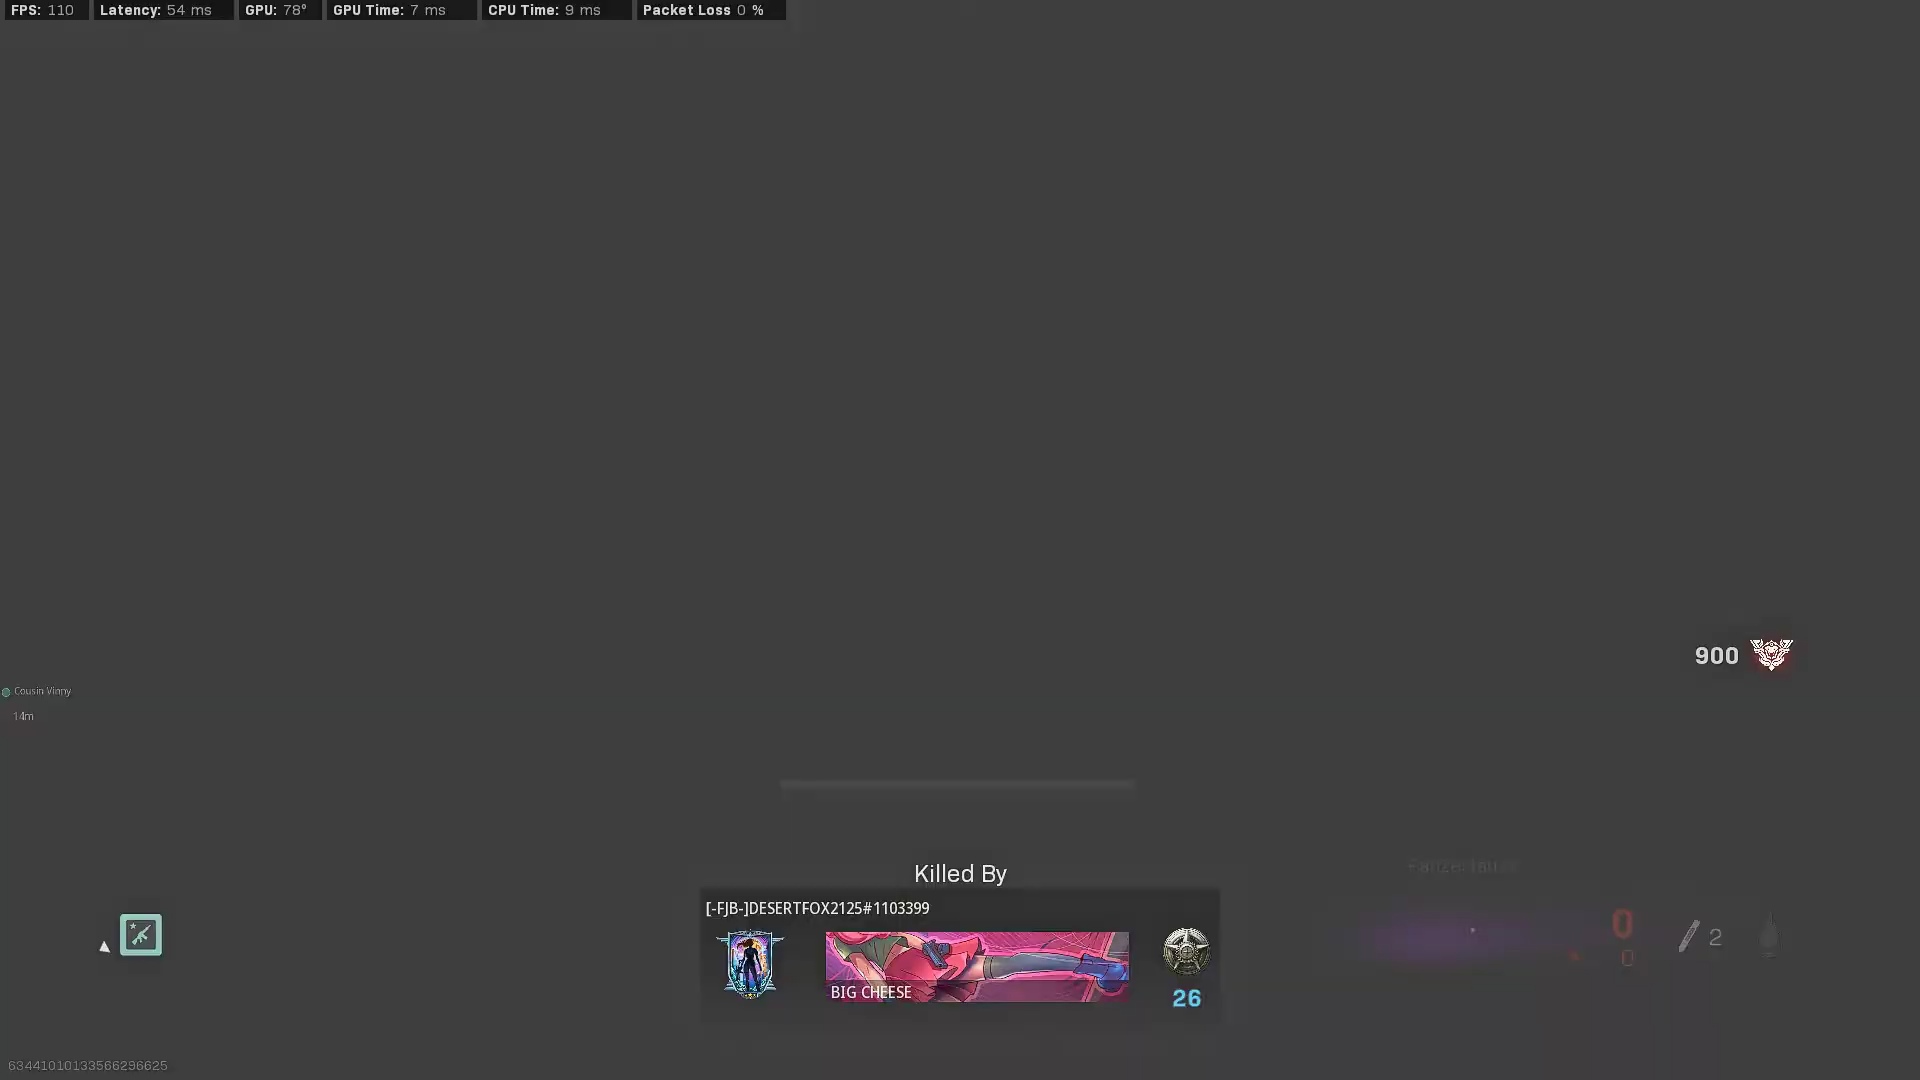 FPS: 110 Latency: 54 ms GPU: 78° GPU Time: 7 ms CPU Time: 9 ms Packet Loss 0 %
900
Cousin Vinny
14m
Killed By
[-FJB-]DESERTFOX2125#1103399
BIG CHEESE
26
0
0
2
63441010133566296625